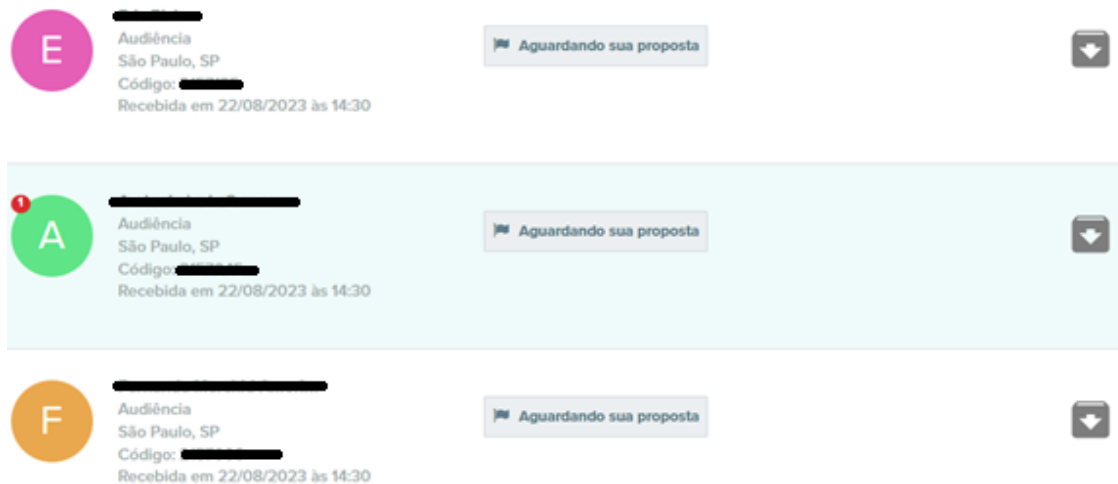 E
Audiência
Aguardando sua proposta
São Paulo, SP
Código:
Recebida em 22/08/2023 às 14:30
1
A
Audiência
Aguardando sua proposta
São Paulo, SP
Código:
Recebida em 22/08/2023 às 14:30
F
Audiência
Aguardando sua proposta
São Paulo, SP
Código:
Recebida em 22/08/2023 às 14:30